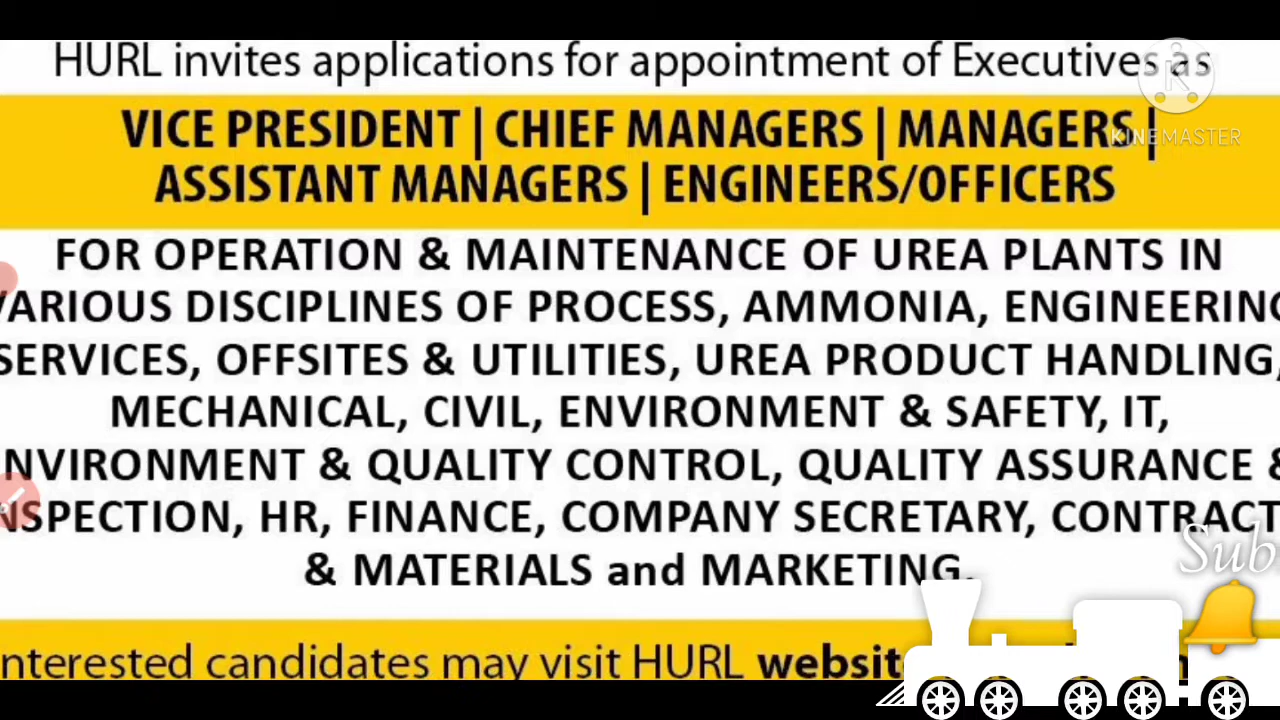 HURL invites applications for appointment of Executives as
VICE PRESIDENT | CHIEF MANAGERS | MANAGERS |
ASSISTANT MANAGERS | ENGINEERS/OFFICERS
KINEMASTER
FOR OPERATION & MAINTENANCE OF UREA PLANTS IN
VARIOUS DISCIPLINES OF PROCESS, AMMONIA, ENGINEERING
SERVICES, OFFSITES & UTILITIES, UREA PRODUCT HANDLING,
MECHANICAL, CIVIL, ENVIRONMENT & SAFETY, IT,
NVIRONMENT & QUALITY CONTROL, QUALITY ASSURANCE &
NSPECTION, HR, FINANCE, COMPANY SECRETARY, CONTRACT
& MATERIALS and MARKETING.
Sub
nterested candidates may visit HURL websit